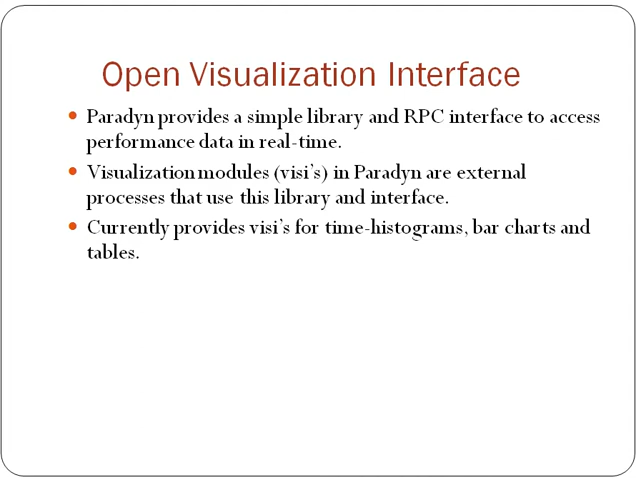 Open Visualization Interface
• Paradyn provides a simple library and RPC interface to access
performance data in real-time.
• Visualization modules (visi's) in Paradyn are external
processes that use this library and interface.
• Currently provides visi's for time-histograms, bar charts and
tables.